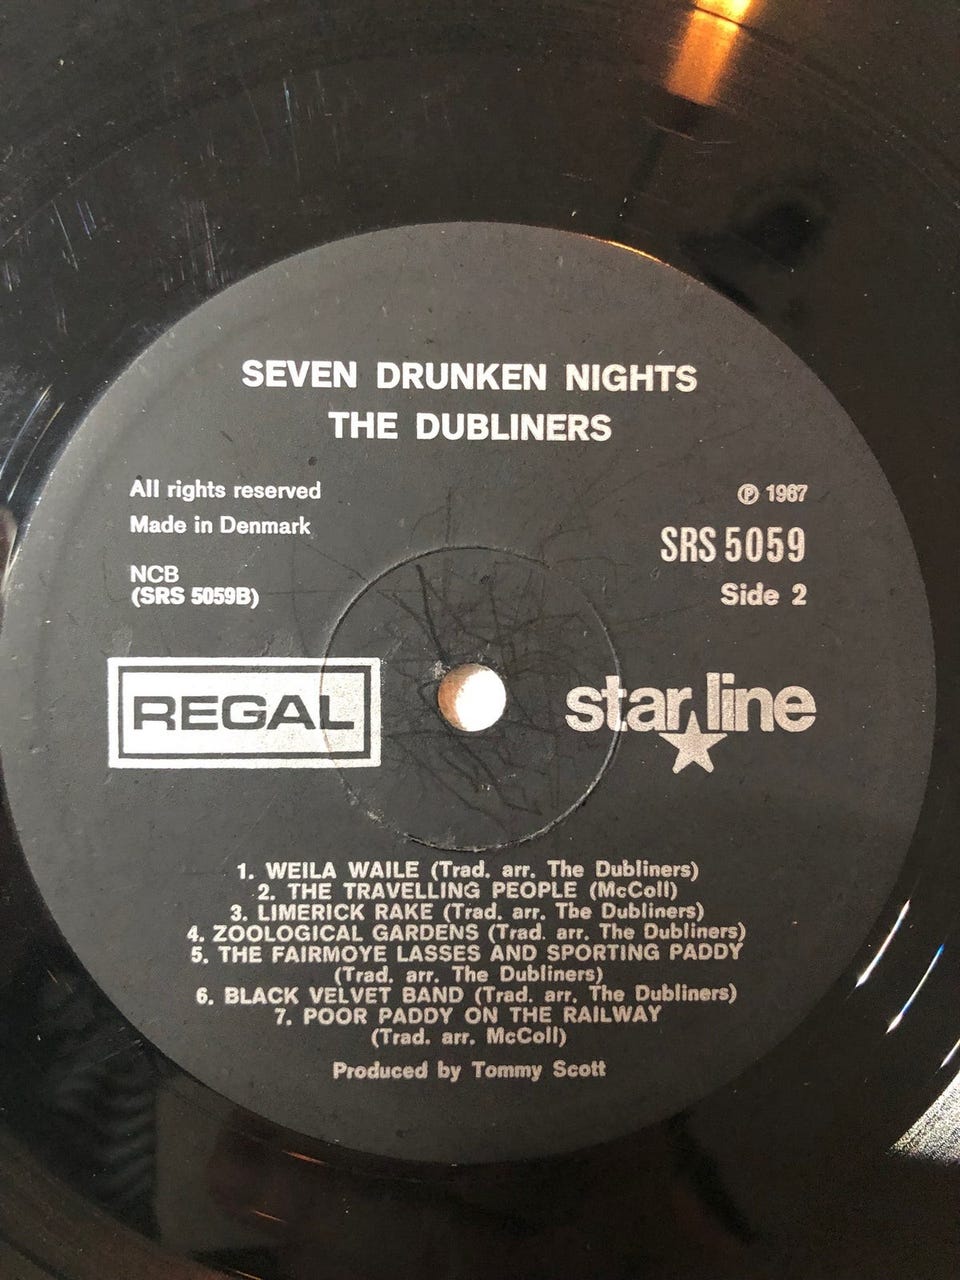 SEVEN DRUNKEN NIGHTS
THE DUBLINERS
All rights reserved
Made in Denmark
NCB
(SRS 5059B)
℗ 1967
SRS 5059
Side 2
REGAL
star line
1. WEILA WAILE (Trad. arr. The Dubliners)
2. THE TRAVELLING PEOPLE (McColl)
3. LIMERICK RAKE (Trad. arr. The Dubliners)
4. ZOOLOGICAL GARDENS (Trad. arr. The Dubliners)
5. THE FAIRMOYE LASSES AND SPORTING PADDY
(Trad. arr. The Dubliners)
6. BLACK VELVET BAND (Trad. arr. The Dubliners)
7. POOR PADDY ON THE RAILWAY
(Trad. arr. McColl)
Produced by Tommy Scott